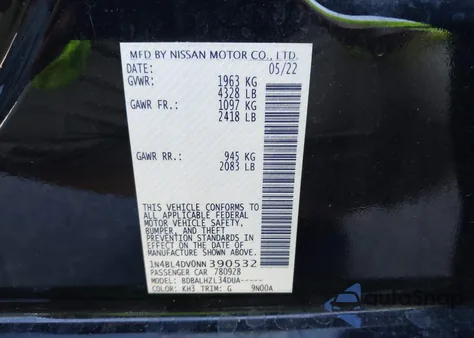 MFD BY NISSAN MOTOR CO., LTD.
DATE: 05/22
GVWR: 1963 KG
4328 LB
GAWR FR.: 1097 KG
2418 LB
GAWR RR.: 945 KG
2083 LB
THIS VEHICLE CONFORMS TO
ALL APPLICABLE FEDERAL
MOTOR VEHICLE SAFETY,
BUMPER, AND THEFT
PREVENTION STANDARDS IN
EFFECT ON THE DATE OF
MANUFACTURE SHOWN ABOVE.
1N4BL4DV0NN390532
PASSENGER CAR 780928
MODEL: BDBALHZL34DUA-----
COLOR: KH3 TRIM: G 9N00A